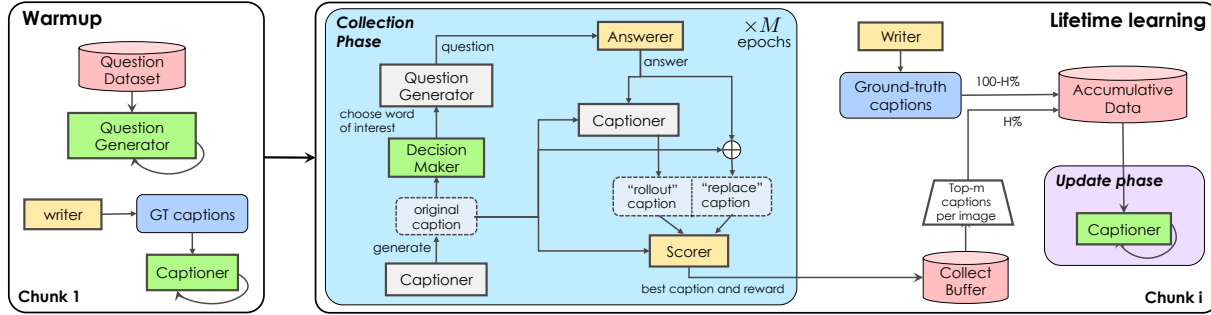 Warmup
Question
Dataset
Question
Generator
writer
GT captions
Captioner
Chunk 1
Collection
Phase
×M
epochs
question
Answerer
answer
Question
Generator
choose word
of interest
Captioner
Decision
Maker
original
caption
"rollout"
caption
"replace"
caption
generate
Captioner
Scorer
best caption and reward
Lifetime learning
Writer
Ground-truth
captions
100-H%
H%
Accumulative
Data
Top-m
captions
per image
Update phase
Captioner
Collect
Buffer
Chunk i